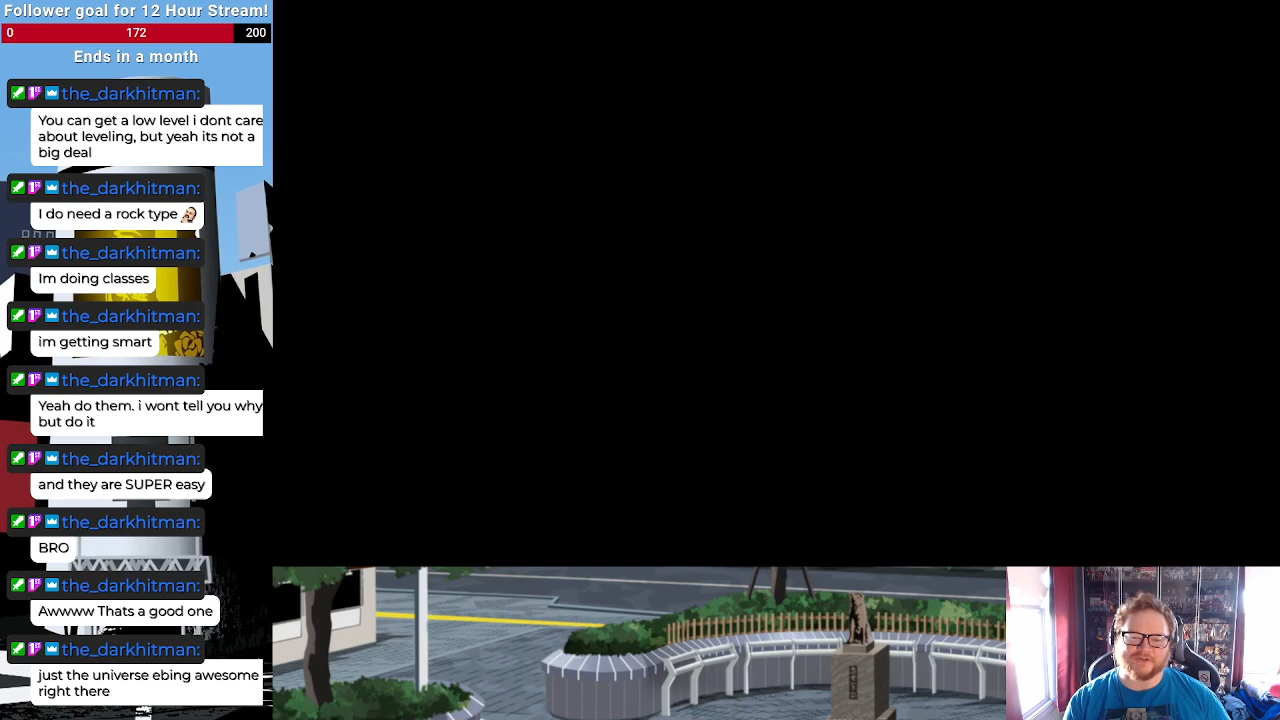 Follower goal for 12 Hour Stream!
0 172 200
Ends in a month
the_darkhitman:
You can get a low level i dont care
about leveling, but yeah its not a
big deal
the_darkhitman:
I do need a rock type
the_darkhitman:
Im doing classes
the_darkhitman:
im getting smart
the_darkhitman:
Yeah do them. i wont tell you why
but do it
the_darkhitman:
and they are SUPER easy
the_darkhitman:
BRO
the_darkhitman:
Awwww Thats a good one
the_darkhitman:
just the universe ebing awesome
right there